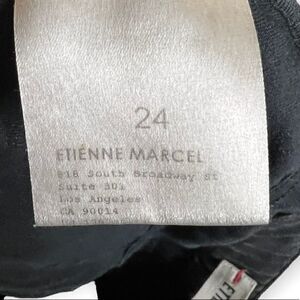 24
ETIENNE MARCEL
818 South Broadway St
Suite 301
Los Angeles
CA 90014